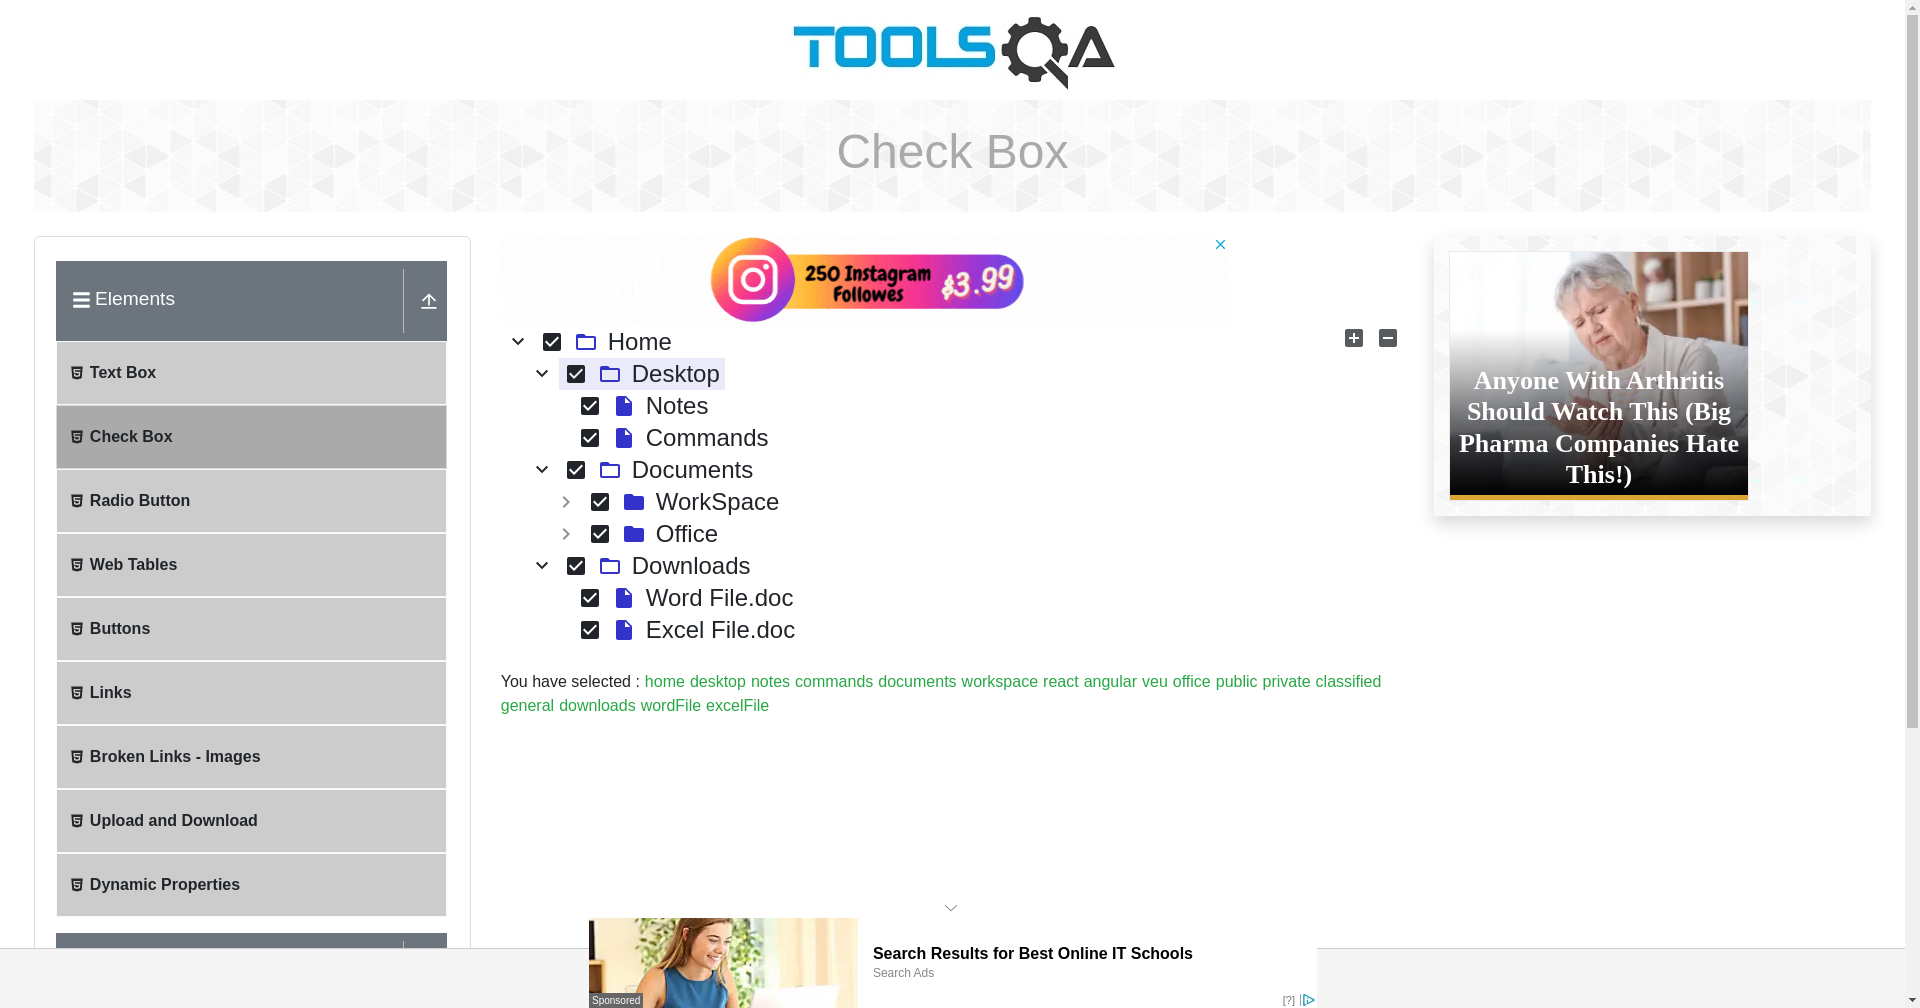 TOOLSQA
Check Box
Elements
Text Box
Check Box
Radio Button
Web Tables
Buttons
Links
Broken Links - Images
Upload and Download
Dynamic Properties
250 Instagram
Followes
$3.99
Home
Desktop
Notes
Commands
Documents
WorkSpace
Office
Downloads
Word File.doc
Excel File.doc
You have selected : home desktop notes commands documents workspace react angular veu office public private classified
general downloads wordFile excelFile
Anyone With Arthritis
Should Watch This (Big
Pharma Companies Hate
This!)
Search Results for Best Online IT Schools
Search Ads
Sponsored
[?]